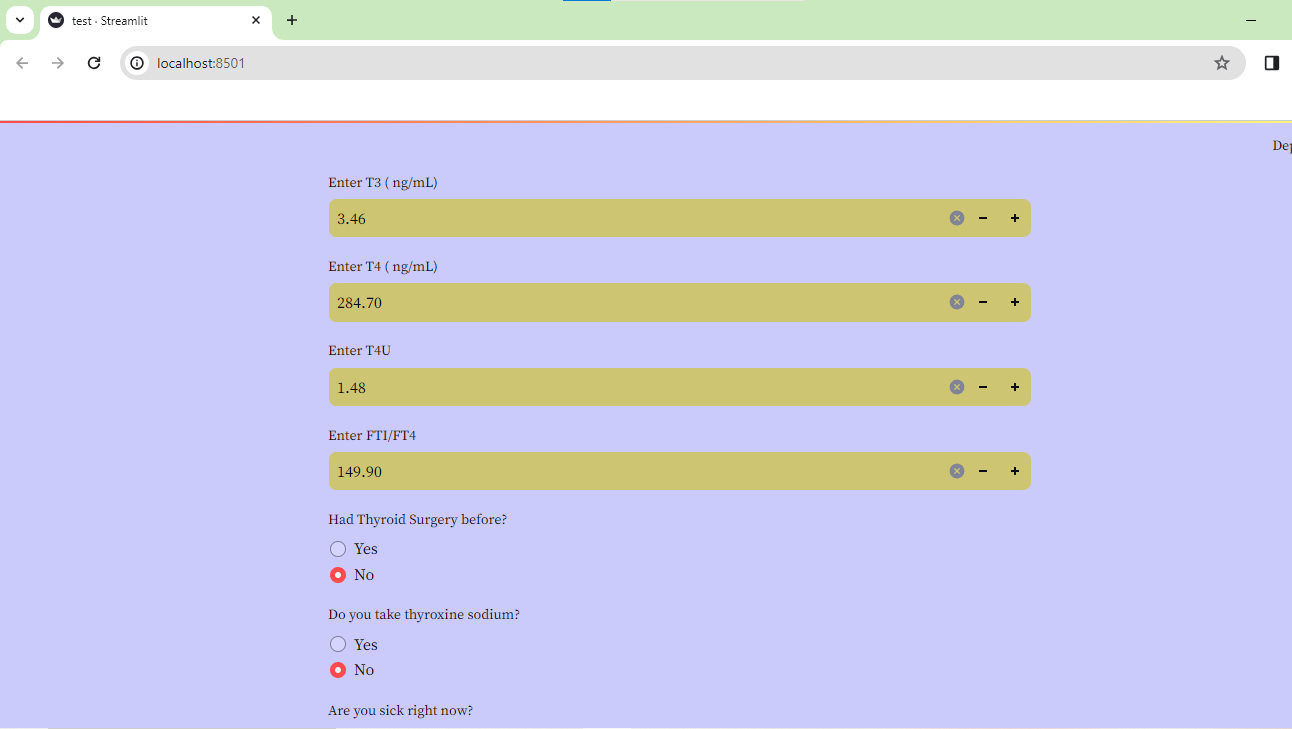 test · Streamlit
localhost:8501
Enter T3 ( ng/mL)
3.46
Enter T4 ( ng/mL)
284.70
Enter T4U
1.48
Enter FTI/FT4
149.90
Had Thyroid Surgery before?
Yes
No
Do you take thyroxine sodium?
Yes
No
Are you sick right now?